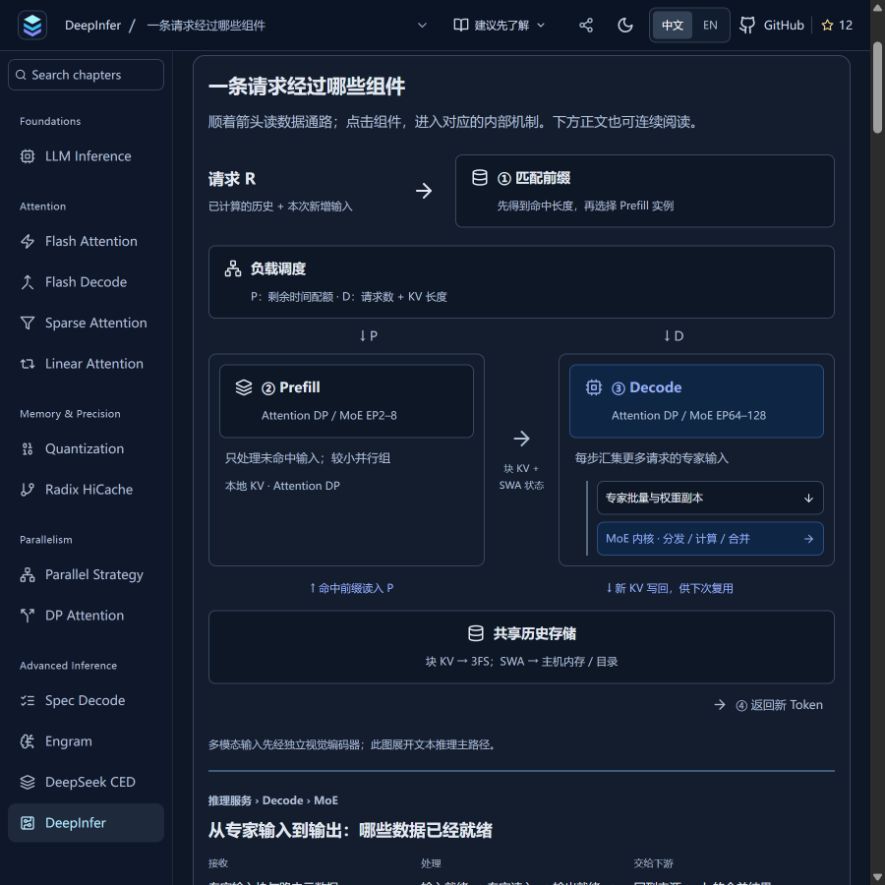 DeepInfer / 一条请求经过哪些组件
建议先了解
中文 EN
GitHub
12
Search chapters
Foundations
LLM Inference
Attention
Flash Attention
Flash Decode
Sparse Attention
Linear Attention
Memory & Precision
Quantization
Radix HiCache
Parallelism
Parallel Strategy
DP Attention
Advanced Inference
Spec Decode
Engram
DeepSeek CED
DeepInfer
一条请求经过哪些组件
顺着箭头读数据通路；点击组件，进入对应的内部机制。下方正文也可连续阅读。
请求 R
已计算的历史 + 本次新增输入
→
① 匹配前缀
先得到命中长度，再选择 Prefill 实例
负载调度
P：剩余时间配额 · D：请求数 + KV 长度
↓ P
↓ D
② Prefill
Attention DP / MoE EP2–8
只处理未命中输入；较小并行组
本地 KV · Attention DP
→
块 KV +
SWA 状态
③ Decode
Attention DP / MoE EP64–128
每步汇集更多请求的专家输入
专家批量与权重副本 ↓
MoE 内核 · 分发 / 计算 / 合并 →
↑ 命中前缀读入 P
↓ 新 KV 写回，供下次复用
共享历史存储
块 KV → 3FS；SWA → 主机内存 / 目录
→ ④ 返回新 Token
多模态输入先经独立视觉编码器；此图展开文本推理主路径。
推理服务 › Decode › MoE
从专家输入到输出：哪些数据已经就绪
接收
处理
交给下游